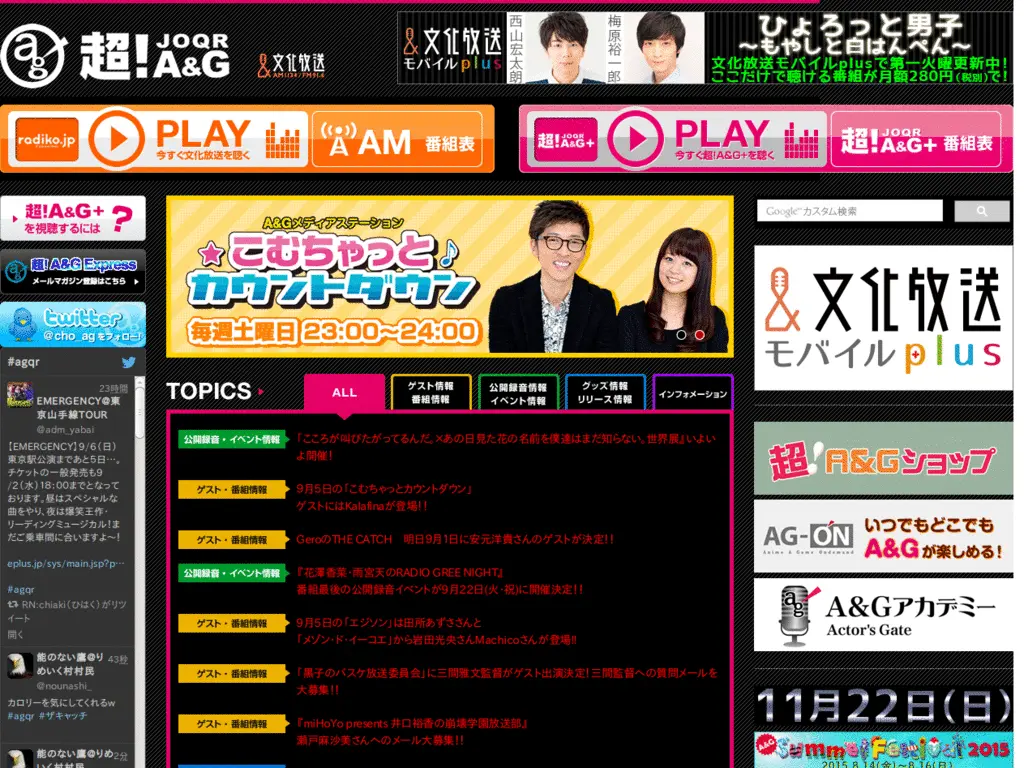 ag 超! JOQR A&G
&文化放送
AM1134/FM91.6
&文化放送
モバイルplus
西山宏太朗
梅原裕一郎
ひょろっと男子
～もやしと白はんぺん～
文化放送モバイルplusで第一火曜更新中!
ここだけで聴ける番組が月額280円(税別)で!
radiko.jp
PLAY
今すぐ文化放送を聴く
AM 番組表
超! JOQR A&G+
PLAY
今すぐ超!A&G+を聴く
超! JOQR A&G+ 番組表
超!A&G+
を視聴するには
?
超!A&G Express
メールマガジン登録はこちら
twitter
@cho_agをフォロー!
#agqr
23時間
EMERGENCY@東
京山手線TOUR
@adm_yabai
【EMERGENCY】9/6（日）
東京駅公演まであと5日…。
チケットの一般発売も9
/2（水）18:00までとなって
おります。昼はスペシャルな
曲をやり、夜は爆笑王作・
リーディングミュージカル！ま
だご乗車間に合いますよ～！
eplus.jp/sys/main.jsp?p…
#agqr
RN:chiaki（ひはく）がリツ
イート
開く
能のない鷹@り
めいく村村民
43秒
@nounashi_
カロリーを気にしてくれるw
#agqr #ザキャッチ
能のない鷹@りめ
いく村村民
2分
A&Gメディアステーション
★こむちゃっと♪
カウントダウン
毎週土曜日 23:00～24:00
TOPICS
ALL
ゲスト情報
番組情報
公開録音情報
イベント情報
グッズ情報
リリース情報
インフォメーション
公開録音・イベント情報
『心が叫びたがってるんだ。×あの日見た花の名前を僕達はまだ知らない。世界展』いよい
よ開催！
ゲスト・番組情報
9月5日の「こむちゃっとカウントダウン」
ゲストにはKalafinaが登場！！
ゲスト・番組情報
GeroのTHE CATCH　明日9月1日に安元洋貴さんのゲストが決定！！
公開録音・イベント情報
『花澤香菜・雨宮天のRADIO GREE NIGHT』
番組最後の公開録音イベントが9月22日(火・祝)に開催決定！！
ゲスト・番組情報
9月5日の「エジソン」は田所あずささんと
「メゾン・ド・イーコエ」から岩田光央さんMachicoさんが登場!!
ゲスト・番組情報
「黒子のバスケ放送委員会」に三間雅文監督がゲスト出演決定！三間監督への質問メールを
大募集！！
ゲスト・番組情報
『miHoYo presents 井口裕香の崩壊学園放送部』
瀬戸麻沙美さんへのメール大募集！！
Google™カスタム検索
&文化放送
モバイルplus
超!A&Gショップ
AG-ON
Anime & Game Ondemand
いつでもどこでも
A&Gが楽しめる!
ag A&Gアカデミー
Actor's Gate
11月22日(日)
A&G Summer Festival 2015
2015.8.14(金)～8.16(日)